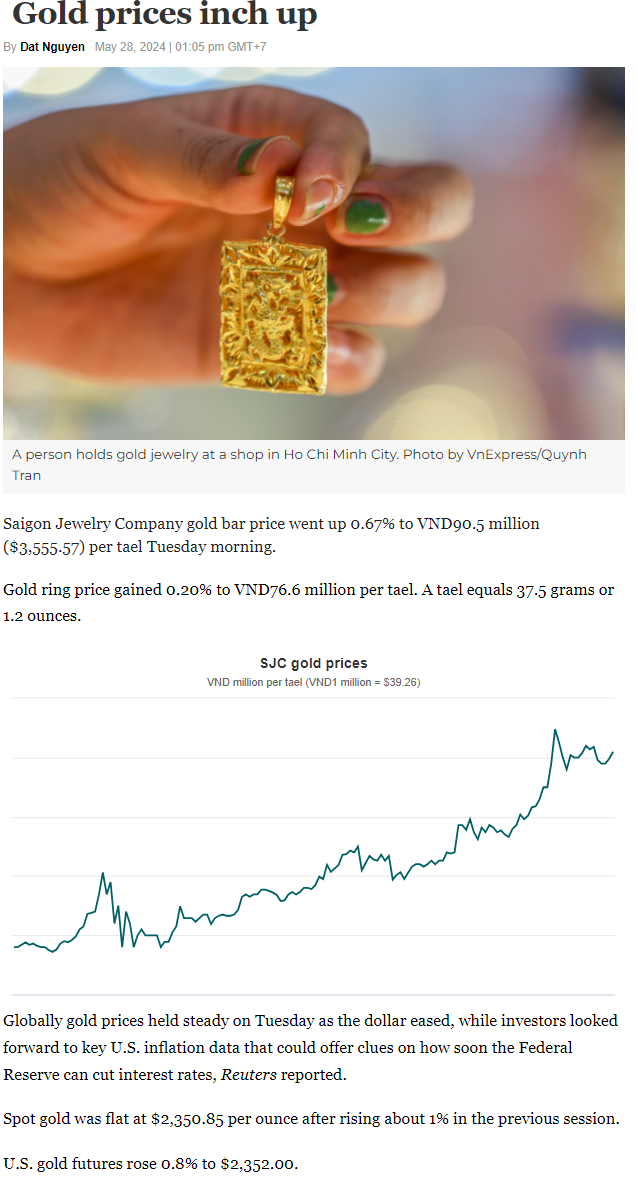 Gold prices inch up
By Dat Nguyen May 28, 2024 | 01:05 pm GMT+7
A person holds gold jewelry at a shop in Ho Chi Minh City. Photo by VnExpress/Quynh
Tran
Saigon Jewelry Company gold bar price went up 0.67% to VND90.5 million
($3,555.57) per tael Tuesday morning.
Gold ring price gained 0.20% to VND76.6 million per tael. A tael equals 37.5 grams or
1.2 ounces.
SJC gold prices
VND million per tael (VND1 million = $39.26)
Globally gold prices held steady on Tuesday as the dollar eased, while investors looked
forward to key U.S. inflation data that could offer clues on how soon the Federal
Reserve can cut interest rates, Reuters reported.
Spot gold was flat at $2,350.85 per ounce after rising about 1% in the previous session.
U.S. gold futures rose 0.8% to $2,352.00.